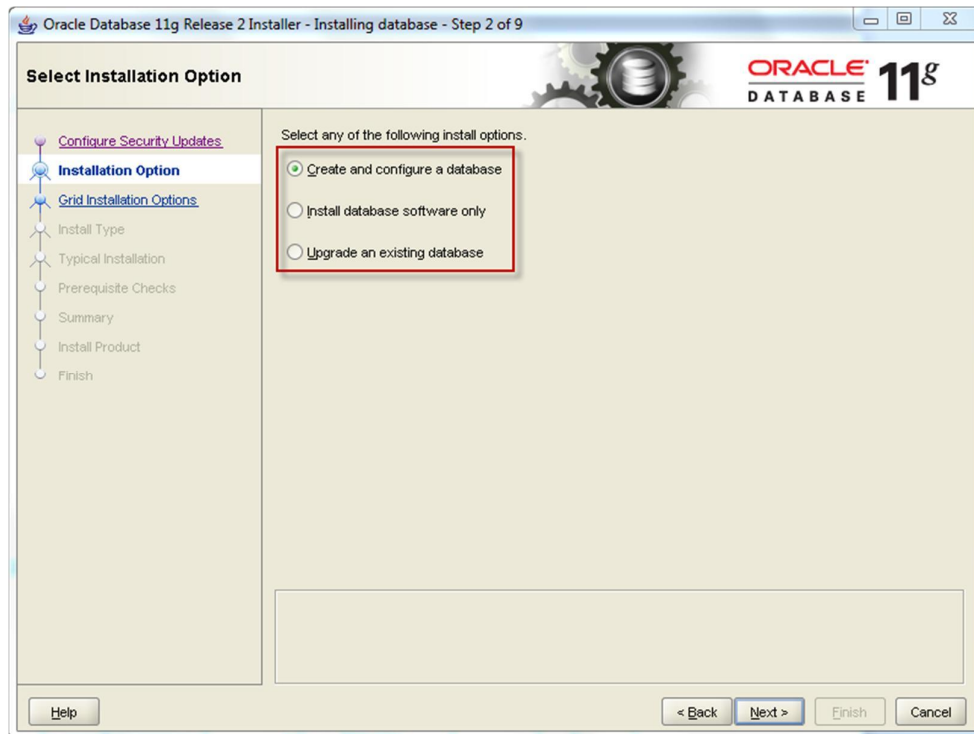 Oracle Database 11g Release 2 Installer - Installing database - Step 2 of 9
Select Installation Option
ORACLE
DATABASE
11g
Configure Security Updates
Installation Option
Grid Installation Options
Install Type
Typical Installation
Prerequisite Checks
Summary
Install Product
Finish
Select any of the following install options.
Create and configure a database
Install database software only
Upgrade an existing database
Help
< Back
Next >
Finish
Cancel